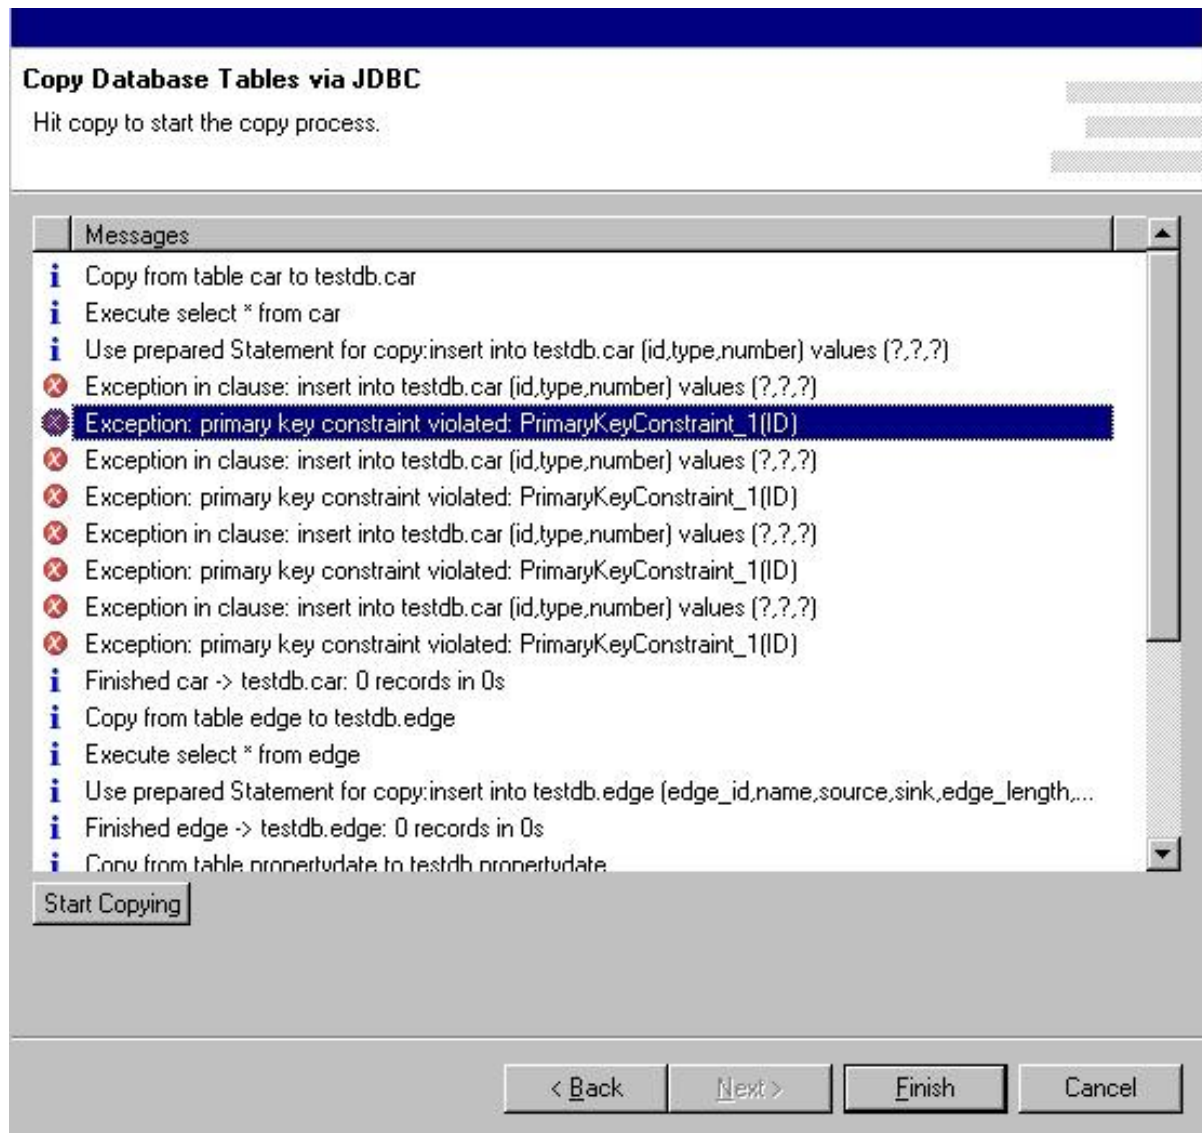 Copy Database Tables via JDBC
Hit copy to start the copy process.
Messages
Copy from table car to testdb.car
Execute select * from car
Use prepared Statement for copy:insert into testdb.car (id,type,number) values (?,?,?)
Exception in clause: insert into testdb.car (id,type,number) values (?,?,?)
Exception: primary key constraint violated: PrimaryKeyConstraint_1(ID)
Exception in clause: insert into testdb.car (id,type,number) values (?,?,?)
Exception: primary key constraint violated: PrimaryKeyConstraint_1(ID)
Exception in clause: insert into testdb.car (id,type,number) values (?,?,?)
Exception: primary key constraint violated: PrimaryKeyConstraint_1(ID)
Exception in clause: insert into testdb.car (id,type,number) values (?,?,?)
Exception: primary key constraint violated: PrimaryKeyConstraint_1(ID)
Finished car -> testdb.car: 0 records in 0s
Copy from table edge to testdb.edge
Execute select * from edge
Use prepared Statement for copy:insert into testdb.edge (edge_id,name,source,sink,edge_length,...
Finished edge -> testdb.edge: 0 records in 0s
Copy from table propertydate to testdb.propertydate
Start Copying
< Back Next > Finish Cancel